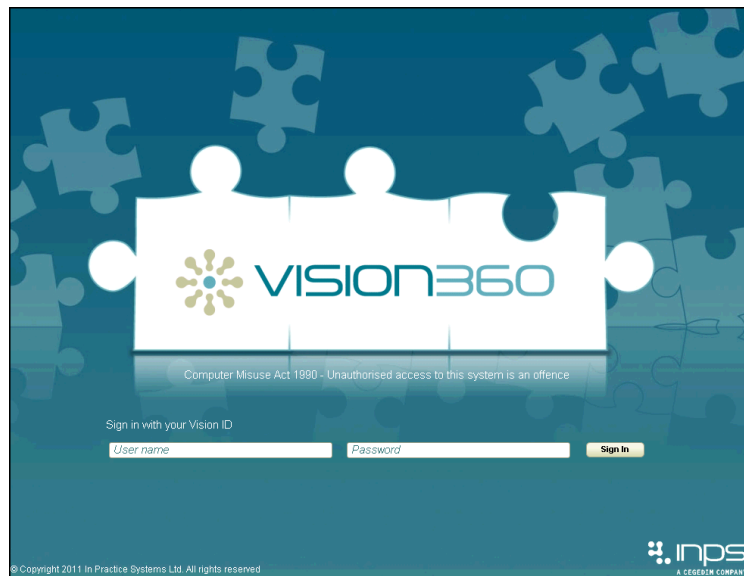 VISION360
Computer Misuse Act 1990 - Unauthorised access to this system is an offence
Sign in with your Vision ID
User name
Password
Sign In
inps
A CEGEDIM COMPANY
© Copyright 2011 In Practice Systems Ltd. All rights reserved